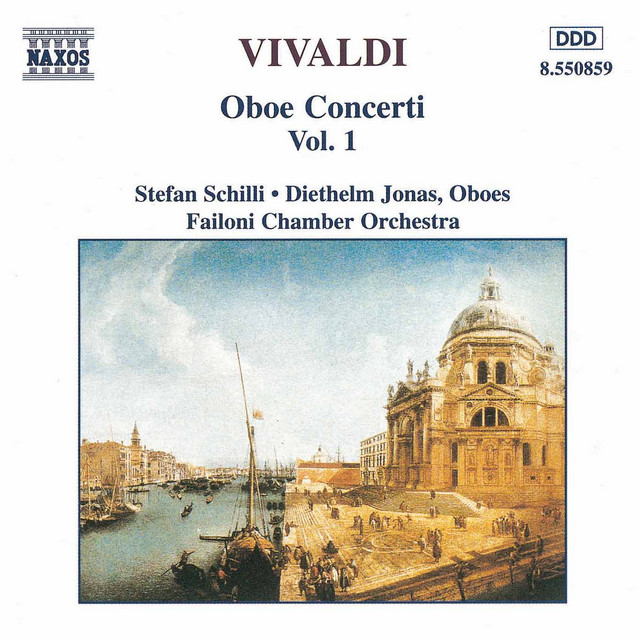 NAXOS
VIVALDI
DDD
8.550859
Oboe Concerti
Vol. 1
Stefan Schilli • Diethelm Jonas, Oboes
Failoni Chamber Orchestra